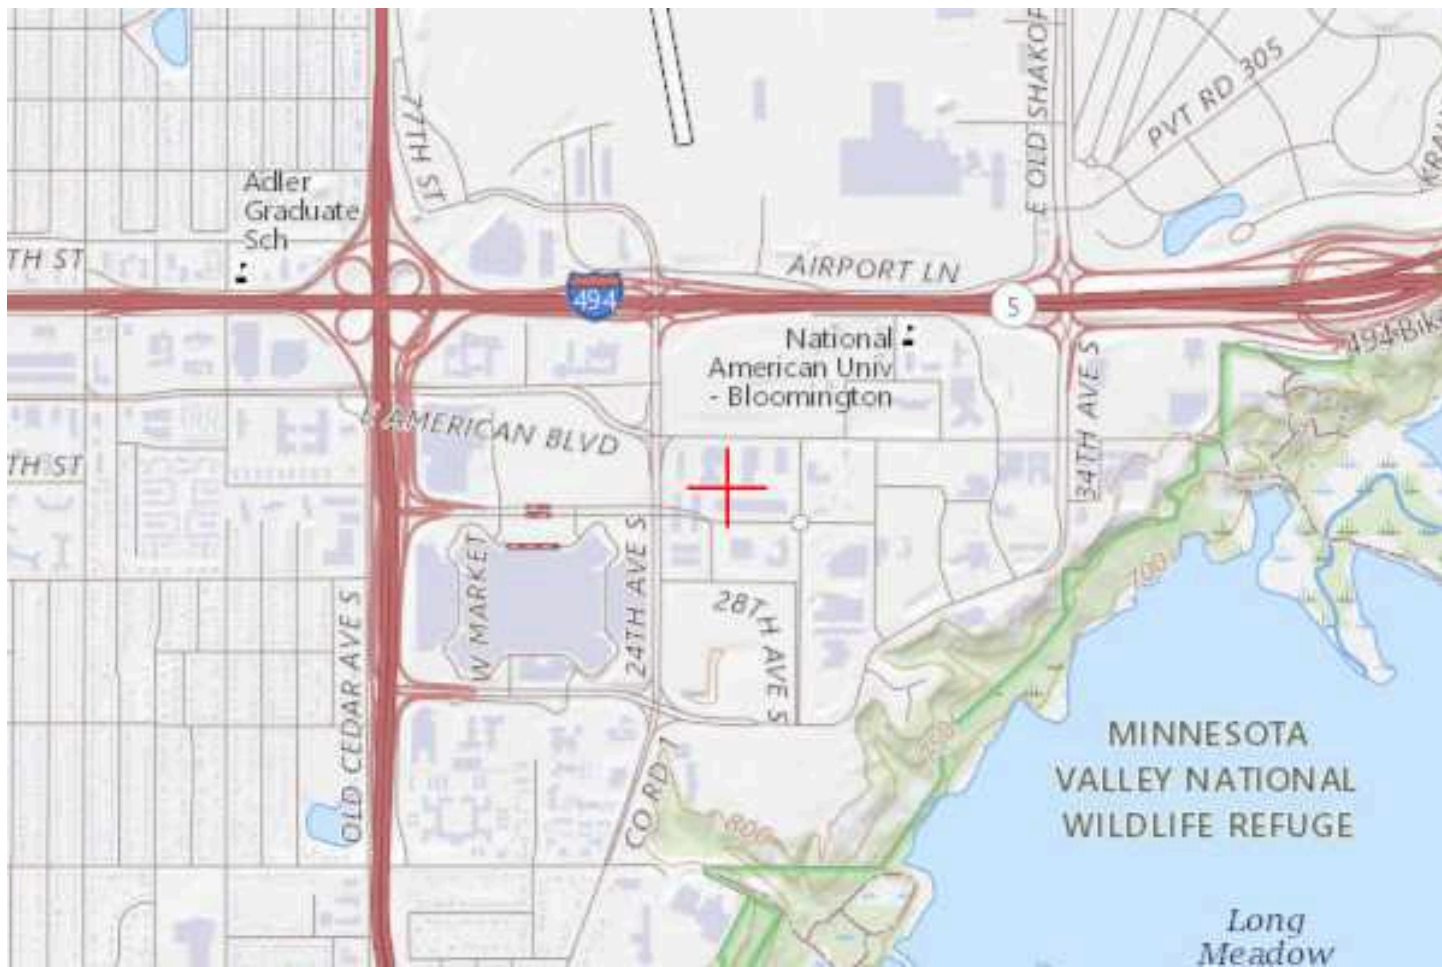 E OLD SHAKOP
PVT RD 305
77TH ST
Adler
Graduate
Sch
TH ST
AIRPORT LN
494
5
National
American Univ
- Bloomington
494 Bik
34TH AVE S
E AMERICAN BLVD
TH ST
W MARKET
24TH AVE S
28TH AVE S
OLD CEDAR AVE S
700
700
CO RD 1
800
MINNESOTA
VALLEY NATIONAL
WILDLIFE REFUGE
Long
Meadow